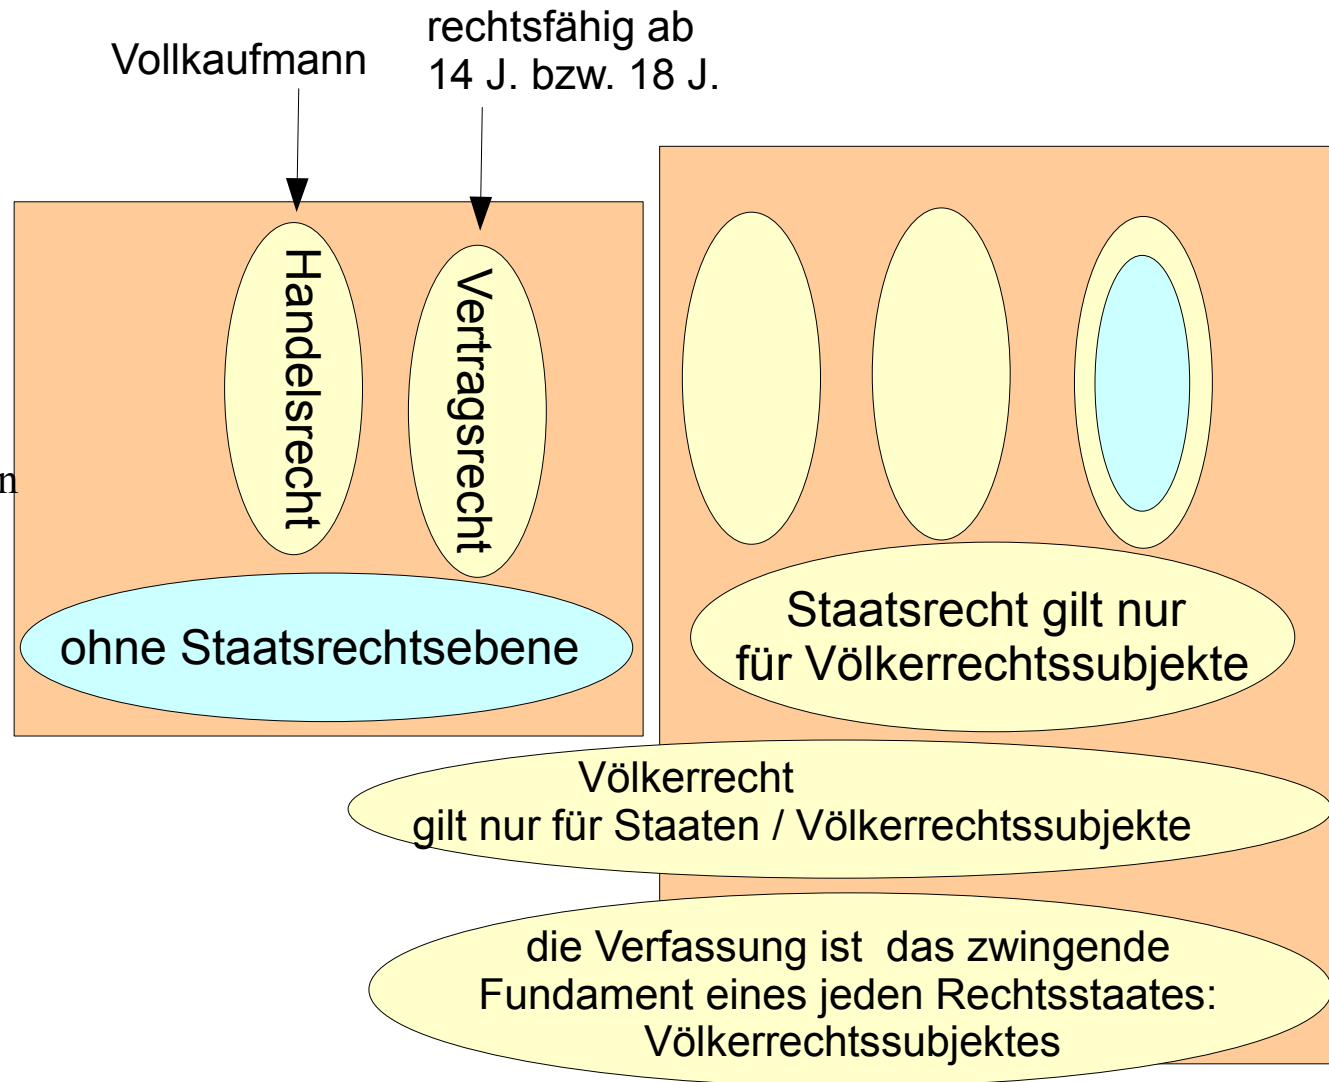 Vollkaufmann
rechtsfähig ab
14 J. bzw. 18 J.
Handelsrecht
Vertragsrecht
n
ohne Staatsrechtsebene
Staatsrecht gilt nur
für Völkerrechtssubjekte
Völkerrecht
gilt nur für Staaten / Völkerrechtssubjekte
die Verfassung ist das zwingende
Fundament eines jeden Rechtsstaates:
Völkerrechtssubjektes